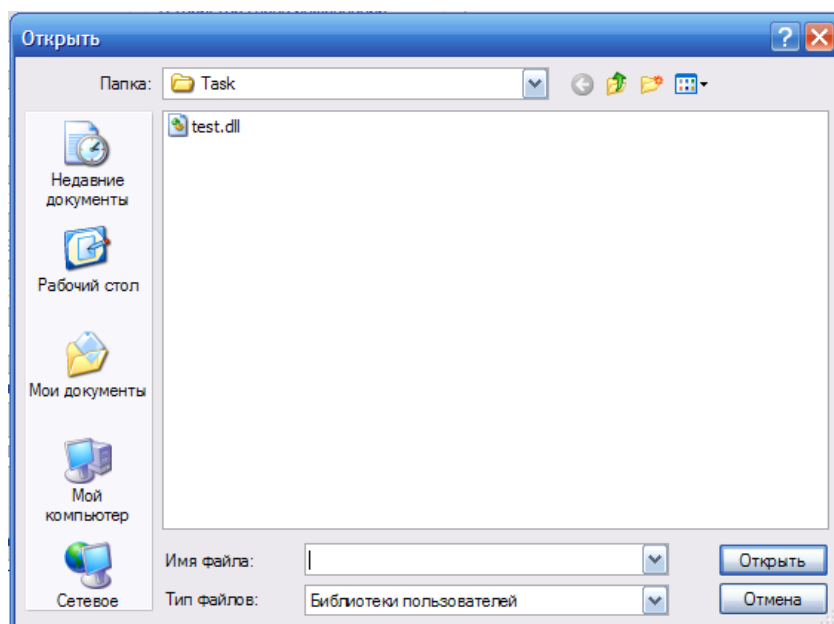 Открыть
Папка:
Task
test.dll
Недавние
документы
Рабочий стол
Мои документы
Мой
компьютер
Сетевое
Имя файла:
Открыть
Тип файлов:
Библиотеки пользователей
Отмена